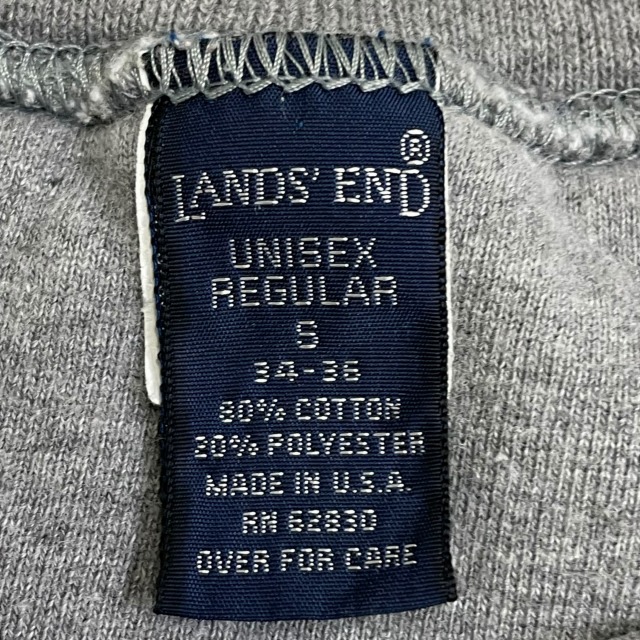 LANDS' END®
UNISEX
REGULAR
S
34-36
80% COTTON
20% POLYESTER
MADE IN U.S.A.
RN 62830
OVER FOR CARE